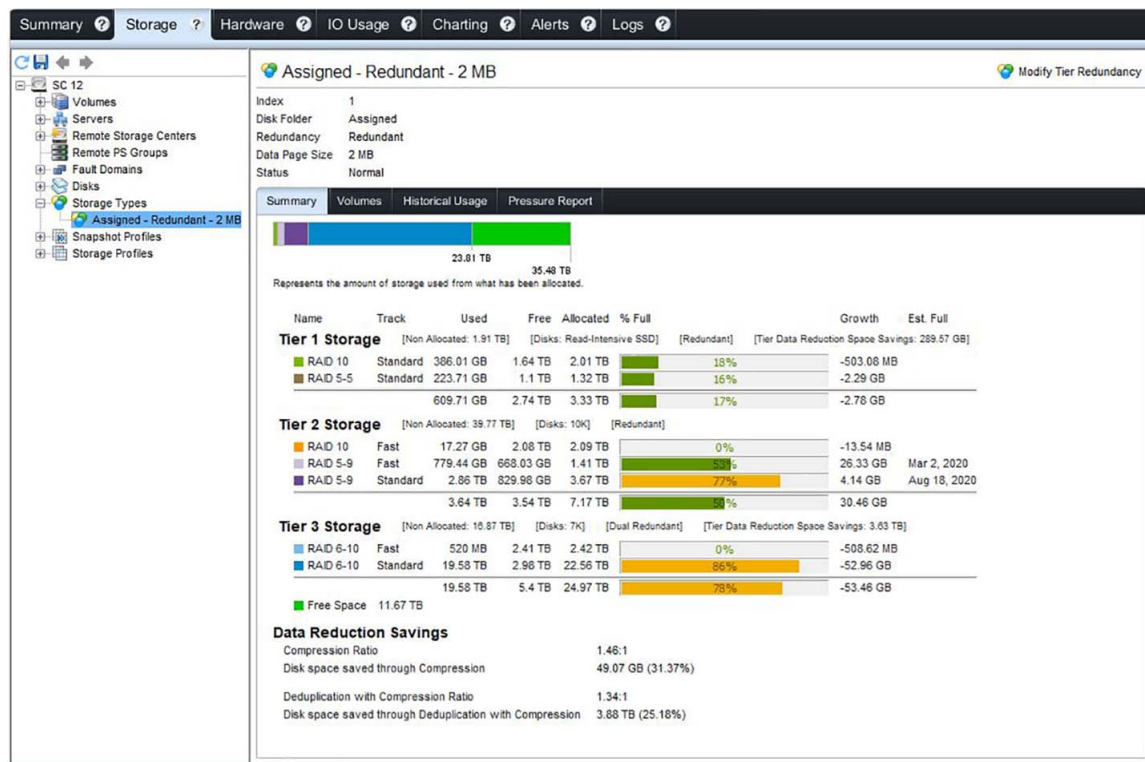 Summary ? Storage ? Hardware ? IO Usage ? Charting ? Alerts ? Logs ?
SC 12
Volumes
Servers
Remote Storage Centers
Remote PS Groups
Fault Domains
Disks
Storage Types
Assigned - Redundant - 2 MB
Snapshot Profiles
Storage Profiles
Assigned - Redundant - 2 MB
Modify Tier Redundancy
Index 1
Disk Folder Assigned
Redundancy Redundant
Data Page Size 2 MB
Status Normal
Summary Volumes Historical Usage Pressure Report
23.81 TB
35.48 TB
Represents the amount of storage used from what has been allocated.
Name Track Used Free Allocated % Full Growth Est. Full
Tier 1 Storage [Non Allocated: 1.91 TB] [Disks: Read-Intensive SSD] [Redundant] [Tier Data Reduction Space Savings: 289.57 GB]
RAID 10 Standard 386.01 GB 1.64 TB 2.01 TB 18% -503.08 MB
RAID 5-5 Standard 223.71 GB 1.1 TB 1.32 TB 16% -2.29 GB
609.71 GB 2.74 TB 3.33 TB 17% -2.78 GB
Tier 2 Storage [Non Allocated: 39.77 TB] [Disks: 10K] [Redundant]
RAID 10 Fast 17.27 GB 2.08 TB 2.09 TB 0% -13.54 MB
RAID 5-9 Fast 779.44 GB 668.03 GB 1.41 TB 53% 26.33 GB Mar 2, 2020
RAID 5-9 Standard 2.86 TB 829.98 GB 3.67 TB 77% 4.14 GB Aug 18, 2020
3.64 TB 3.54 TB 7.17 TB 50% 30.46 GB
Tier 3 Storage [Non Allocated: 16.87 TB] [Disks: 7K] [Dual Redundant] [Tier Data Reduction Space Savings: 3.63 TB]
RAID 6-10 Fast 520 MB 2.41 TB 2.42 TB 0% -508.62 MB
RAID 6-10 Standard 19.58 TB 2.98 TB 22.56 TB 86% -52.96 GB
19.58 TB 5.4 TB 24.97 TB 78% -53.46 GB
Free Space 11.67 TB
Data Reduction Savings
Compression Ratio 1.46:1
Disk space saved through Compression 49.07 GB (31.37%)
Deduplication with Compression Ratio 1.34:1
Disk space saved through Deduplication with Compression 3.88 TB (25.18%)